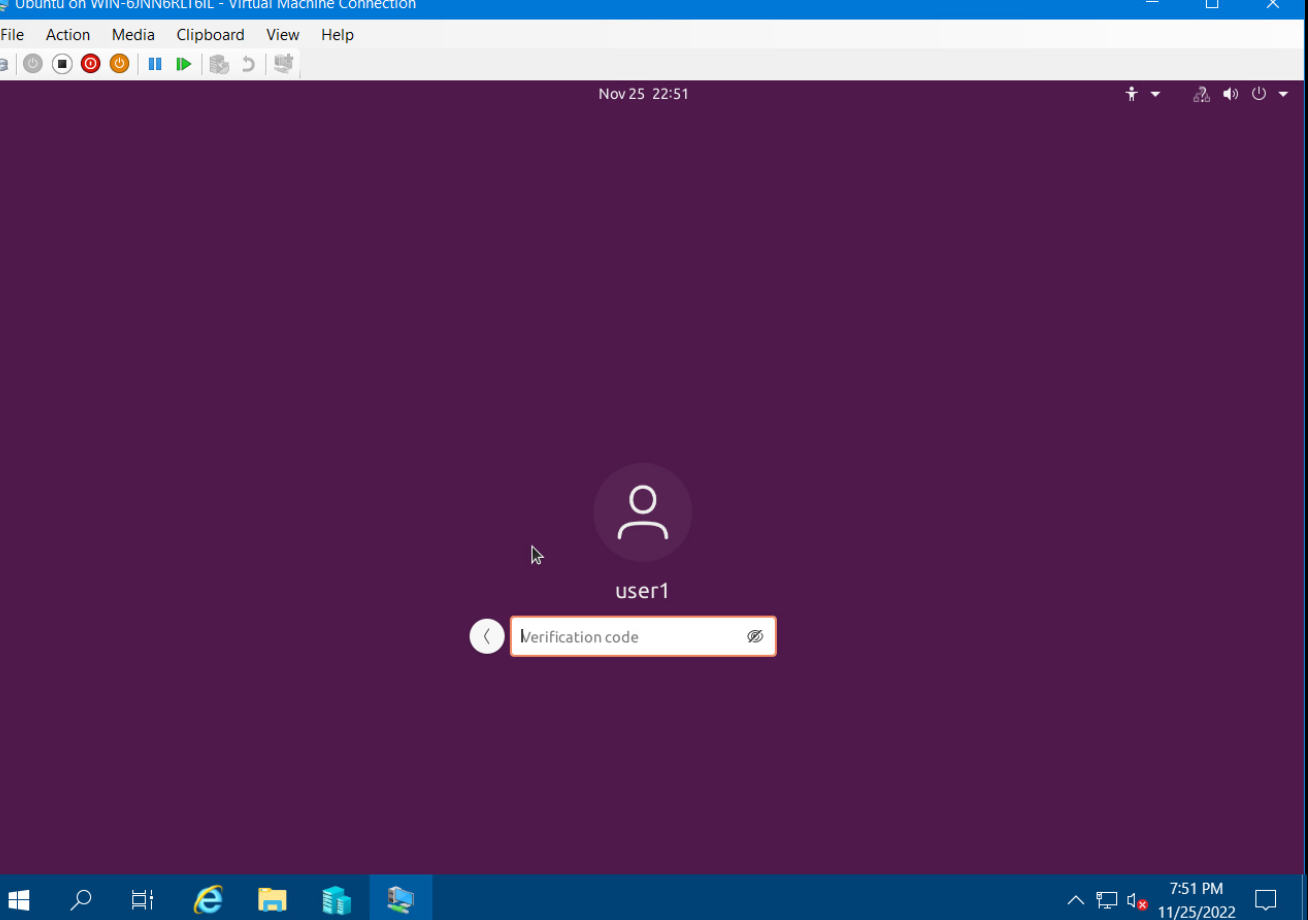 Ubuntu on WIN-6JNN6RLT6IL - Virtual Machine Connection
File Action Media Clipboard View Help
Nov 25 22:51
user1
Verification code
7:51 PM
11/25/2022